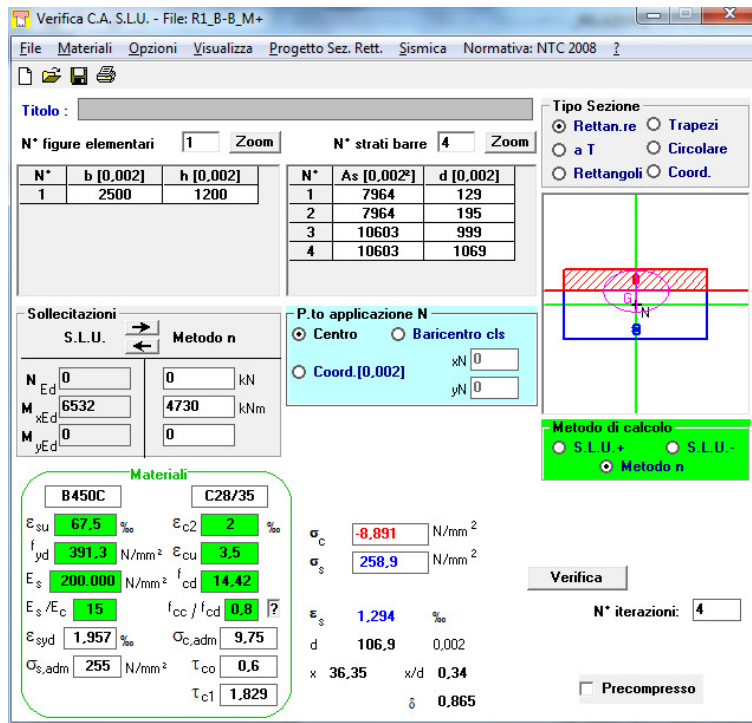 Verifica C.A. S.L.U. - File: R1_B-B_M+
File Materiali Opzioni Visualizza Progetto Sez. Rett. Sismica Normativa: NTC 2008 ?
Titolo :
N° figure elementari 1 Zoom
N° strati barre 4 Zoom
N° b [0,002] h [0,002]
1 2500 1200
N° As [0,002²] d [0,002]
1 7964 129
2 7964 195
3 10603 999
4 10603 1069
Tipo Sezione
Rettan.re Trapezi
a T Circolare
Rettangoli Coord.
G N
Sollecitazioni
S.L.U. Metodo n
N Ed 0 0 kN
M xEd 6532 4730 kNm
M yEd 0 0
P.to applicazione N
Centro Baricentro cls
Coord.[0,002] xN 0
yN 0
Metodo di calcolo
S.L.U.+ S.L.U.-
Metodo n
Materiali
B450C C28/35
εsu 67,5 ‰ εc2 2 ‰
fyd 391,3 N/mm² εcu 3,5
Es 200.000 N/mm² fcd 14,42
Es /Ec 15 fcc / fcd 0,8 ?
εsyd 1,957 ‰ σc,adm 9,75
σs,adm 255 N/mm² τco 0,6
τc1 1,829
σc -8,891 N/mm²
σs 258,9 N/mm²
εs 1,294 ‰
d 106,9 0,002
x 36,35 x/d 0,34
δ 0,865
Verifica
N° iterazioni: 4
Precompresso